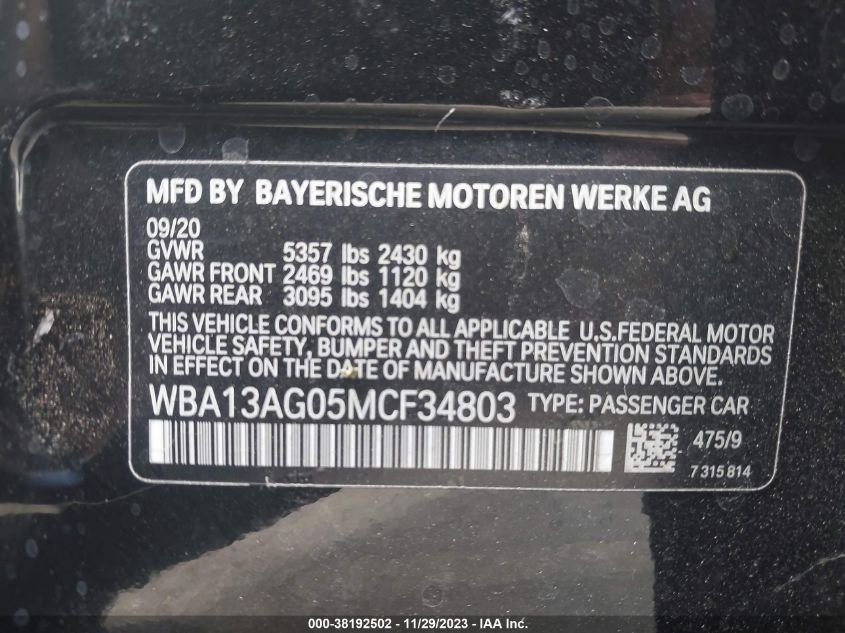 MFD BY BAYERISCHE MOTOREN WERKE AG
09/20
GVWR 5357 lbs 2430 kg
GAWR FRONT 2469 lbs 1120 kg
GAWR REAR 3095 lbs 1404 kg
THIS VEHICLE CONFORMS TO ALL APPLICABLE U.S.FEDERAL MOTOR
VEHICLE SAFETY, BUMPER AND THEFT PREVENTION STANDARDS
IN EFFECT ON THE DATE OF MANUFACTURE SHOWN ABOVE.
WBA13AG05MCF34803 TYPE: PASSENGER CAR
475/9
7 315 814
000-38192502 - 11/29/2023 - IAA Inc.